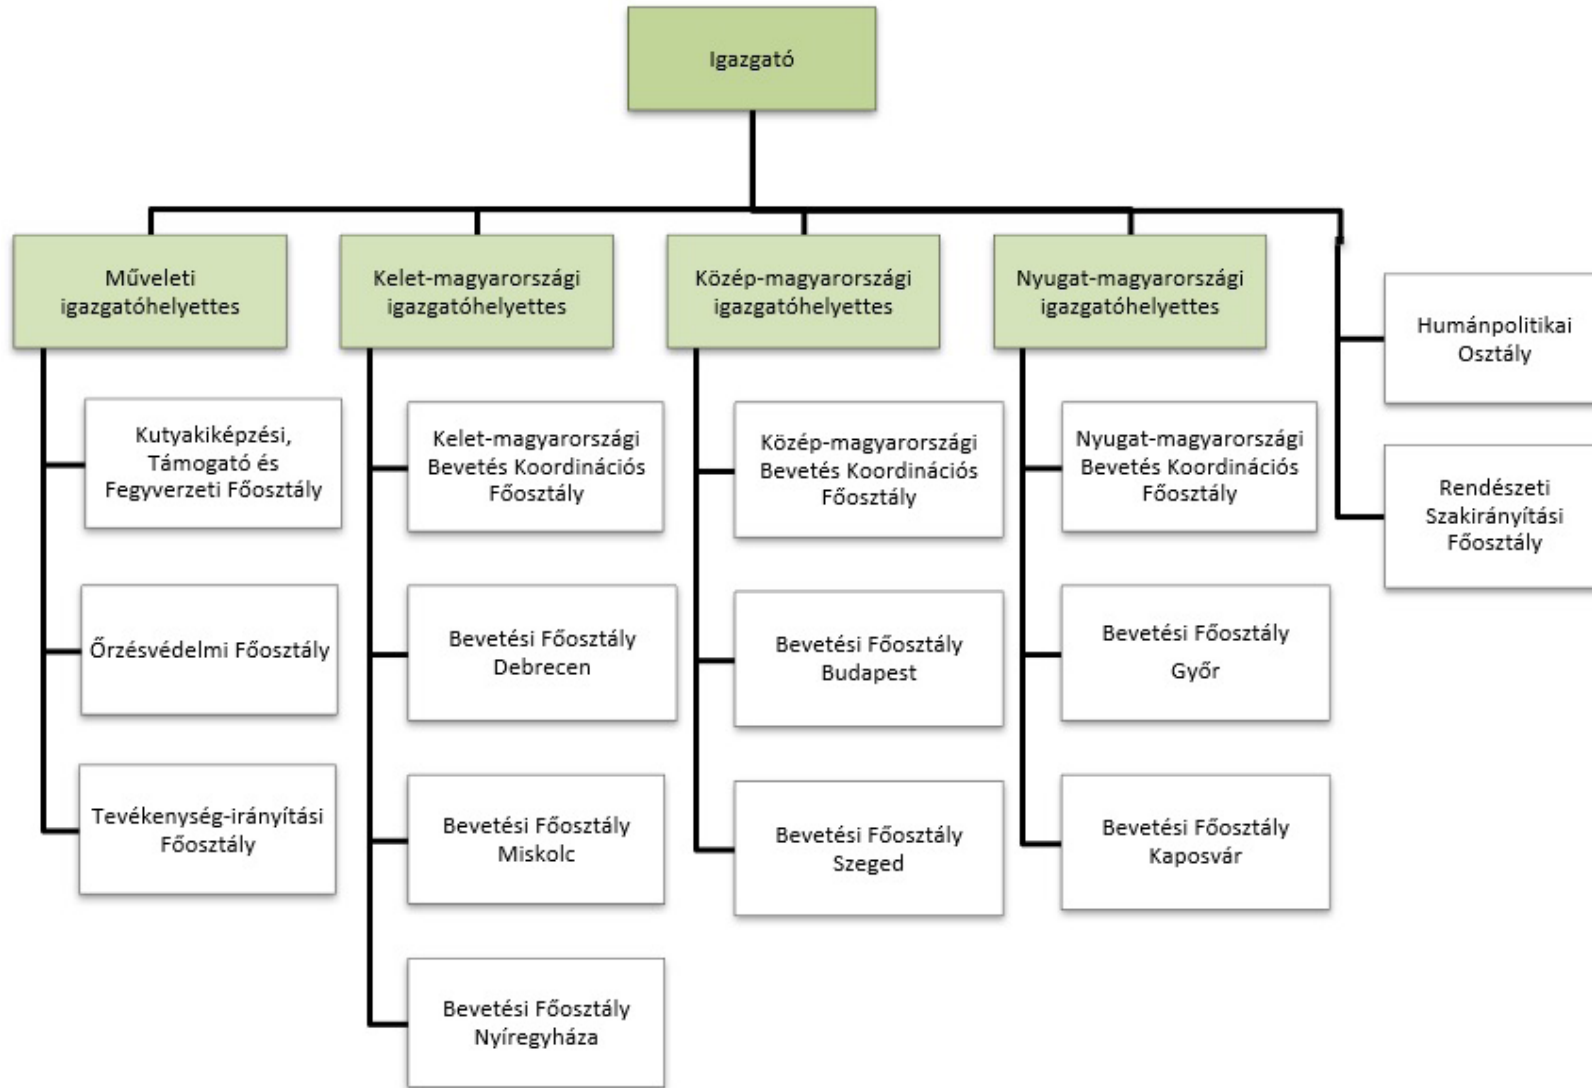 Igazgató
Műveleti
igazgatóhelyettes
Kutyakiképzési,
Támogató és
Fegyverzeti Főosztály
Őrzésvédelmi Főosztály
Tevékenység-irányítási
Főosztály
Kelet-magyarországi
igazgatóhelyettes
Kelet-magyarországi
Bevetés Koordinációs
Főosztály
Bevetési Főosztály
Debrecen
Bevetési Főosztály
Miskolc
Bevetési Főosztály
Nyíregyháza
Közép-magyarországi
igazgatóhelyettes
Közép-magyarországi
Bevetés Koordinációs
Főosztály
Bevetési Főosztály
Budapest
Bevetési Főosztály
Szeged
Nyugat-magyarországi
igazgatóhelyettes
Nyugat-magyarországi
Bevetés Koordinációs
Főosztály
Bevetési Főosztály
Győr
Bevetési Főosztály
Kaposvár
Humánpolitikai
Osztály
Rendészeti
Szakirányítási
Főosztály